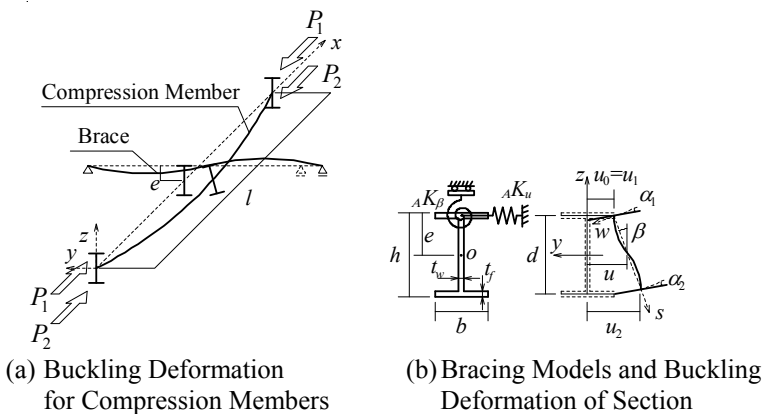 P₁
x
P₂
Compression Member
Brace
e
l
z
y
P₁
P₂
(a) Buckling Deformation
for Compression Members
AKβ
AKu
h
e
tw
o
tf
b
z
u0=u1
α1
w
β
y
d
u
α2
u2
s
(b) Bracing Models and Buckling
Deformation of Section